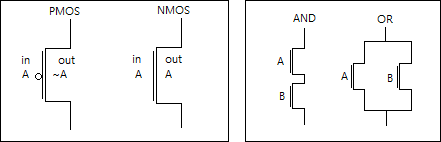 PMOS
NMOS
in out
A ~A
in out
A A
AND
A
B
OR
A B